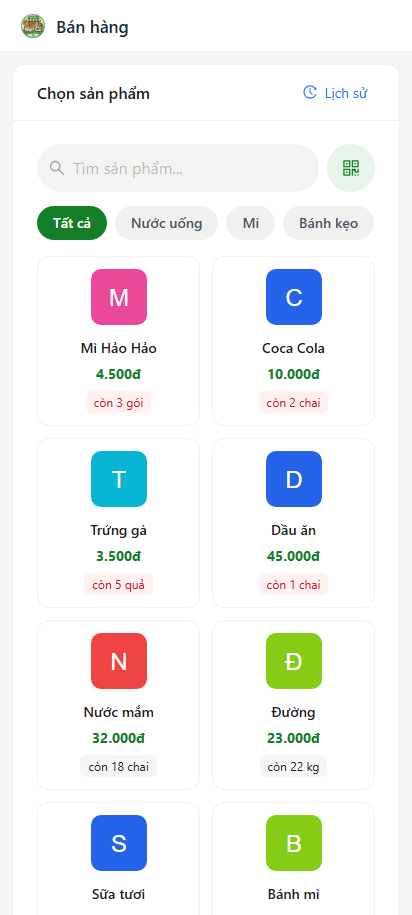 Bán hàng
Chọn sản phẩm
Lịch sử
Tìm sản phẩm...
Tất cả Nước uống Mì Bánh kẹo
M C
Mì Hảo Hảo Coca Cola
4.500đ 10.000đ
còn 3 gói còn 2 chai
T D
Trứng gà Dầu ăn
3.500đ 45.000đ
còn 5 quả còn 1 chai
N Đ
Nước mắm Đường
32.000đ 23.000đ
còn 18 chai còn 22 kg
S B
Sữa tươi Bánh mì